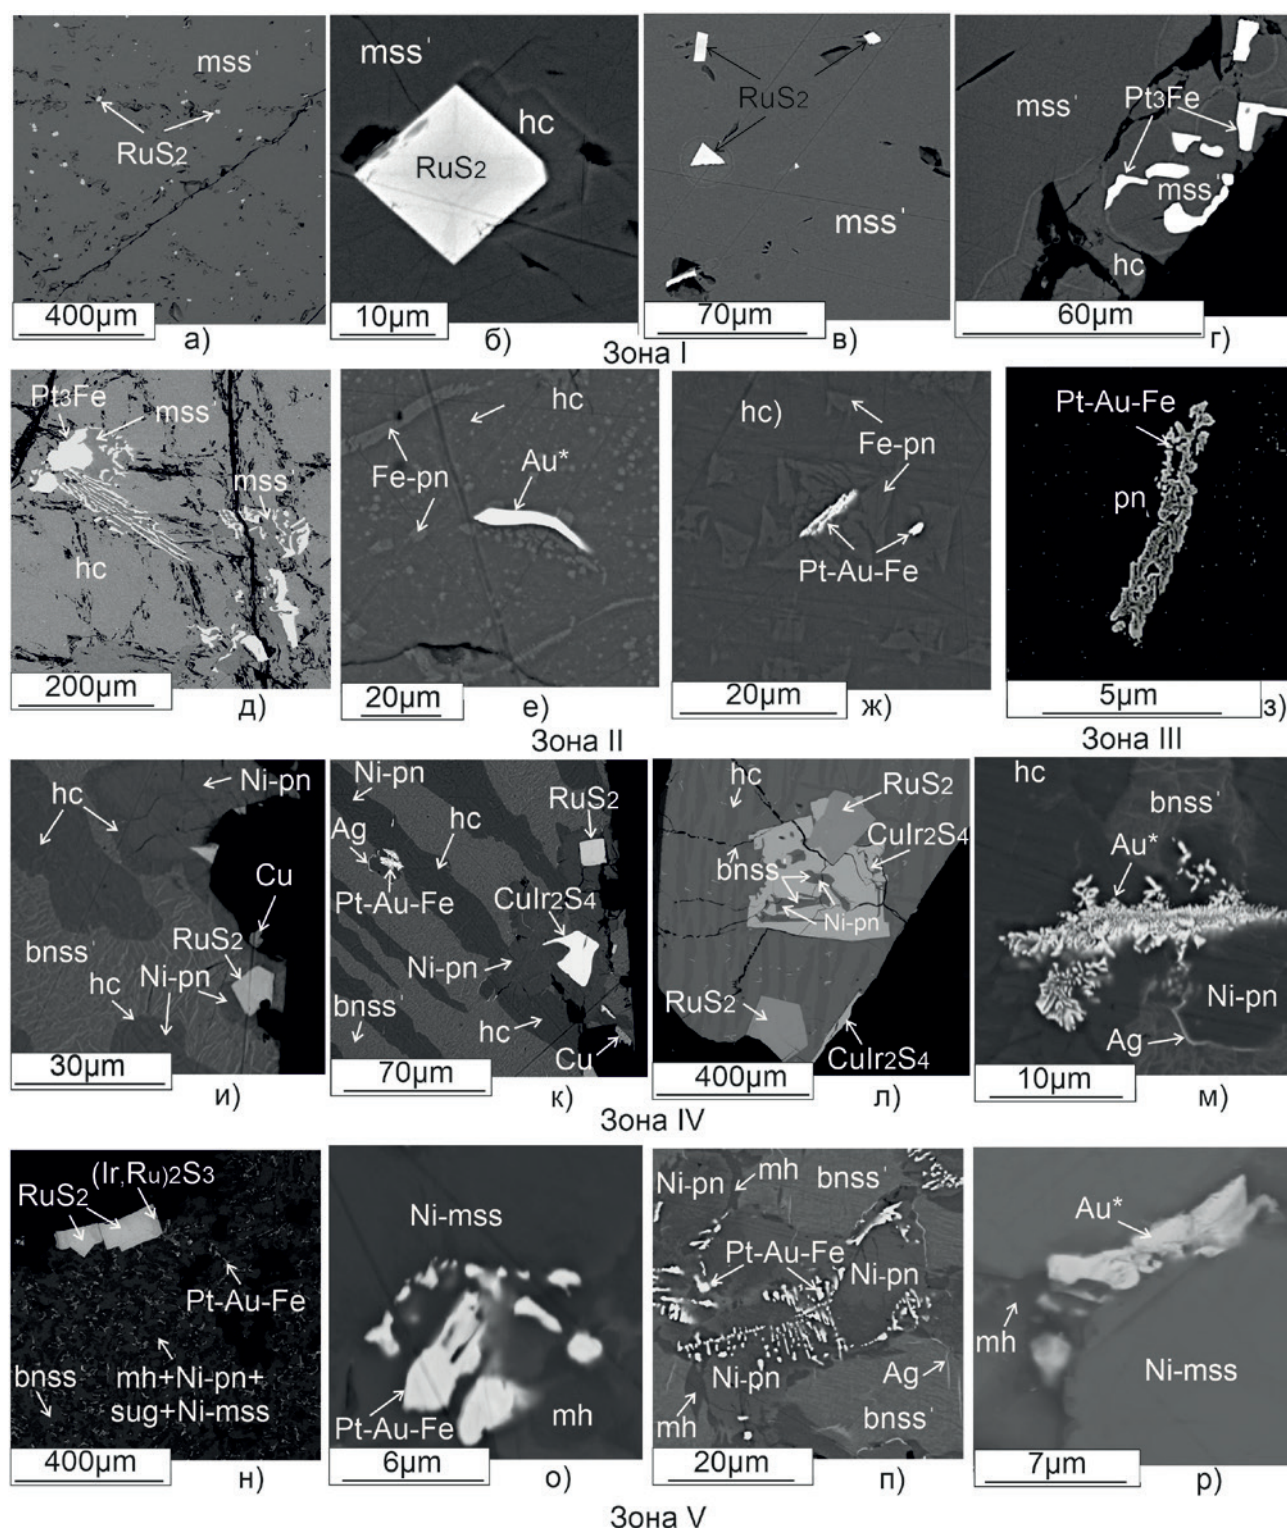 mss'
RuS2
400μm
а)
mss'
hc
RuS2
10μm
б)
RuS2
mss'
70μm
в)
mss'
Pt3Fe
mss'
hc
60μm
г)
Зона I
Pt3Fe
mss'
mss'
hc
200μm
д)
hc
Fe-pn
Au*
20μm
е)
hc)
Fe-pn
Pt-Au-Fe
20μm
ж)
Pt-Au-Fe
pn
5μm
з)
Зона II
Зона III
hc
Ni-pn
Cu
RuS2
bnss'
Ni-pn
hc
30μm
и)
Ni-pn
RuS2
Ag
hc
Pt-Au-Fe
CuIr2S4
Ni-pn
bnss'
hc
Cu
70μm
к)
hc
RuS2
CuIr2S4
bnss
Ni-pn
RuS2
CuIr2S4
400μm
л)
hc
bnss'
Au*
Ni-pn
Ag
10μm
м)
Зона IV
(Ir,Ru)2S3
RuS2
Pt-Au-Fe
bnss'
mh+Ni-pn+
sug+Ni-mss
400μm
н)
Ni-mss
Pt-Au-Fe
mh
6μm
о)
mh
Ni-pn
bnss'
Pt-Au-Fe
Ni-pn
Ni-pn
Ag
mh
bnss'
20μm
п)
Au*
mh
Ni-mss
7μm
р)
Зона V